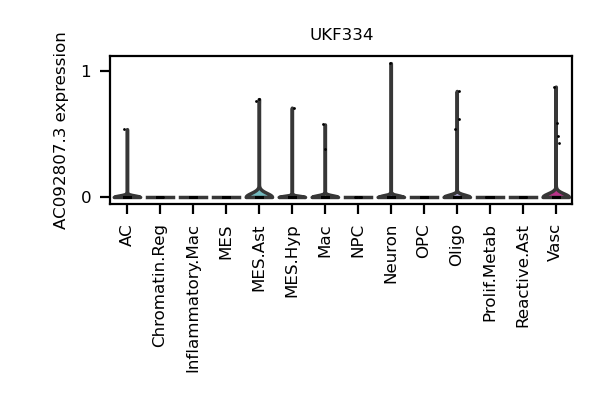 UKF334
AC092807.3 expression
1
0
AC
Chromatin.Reg
Inflammatory.Mac
MES
MES.Ast
MES.Hyp
Mac
NPC
Neuron
OPC
Oligo
Prolif.Metab
Reactive.Ast
Vasc